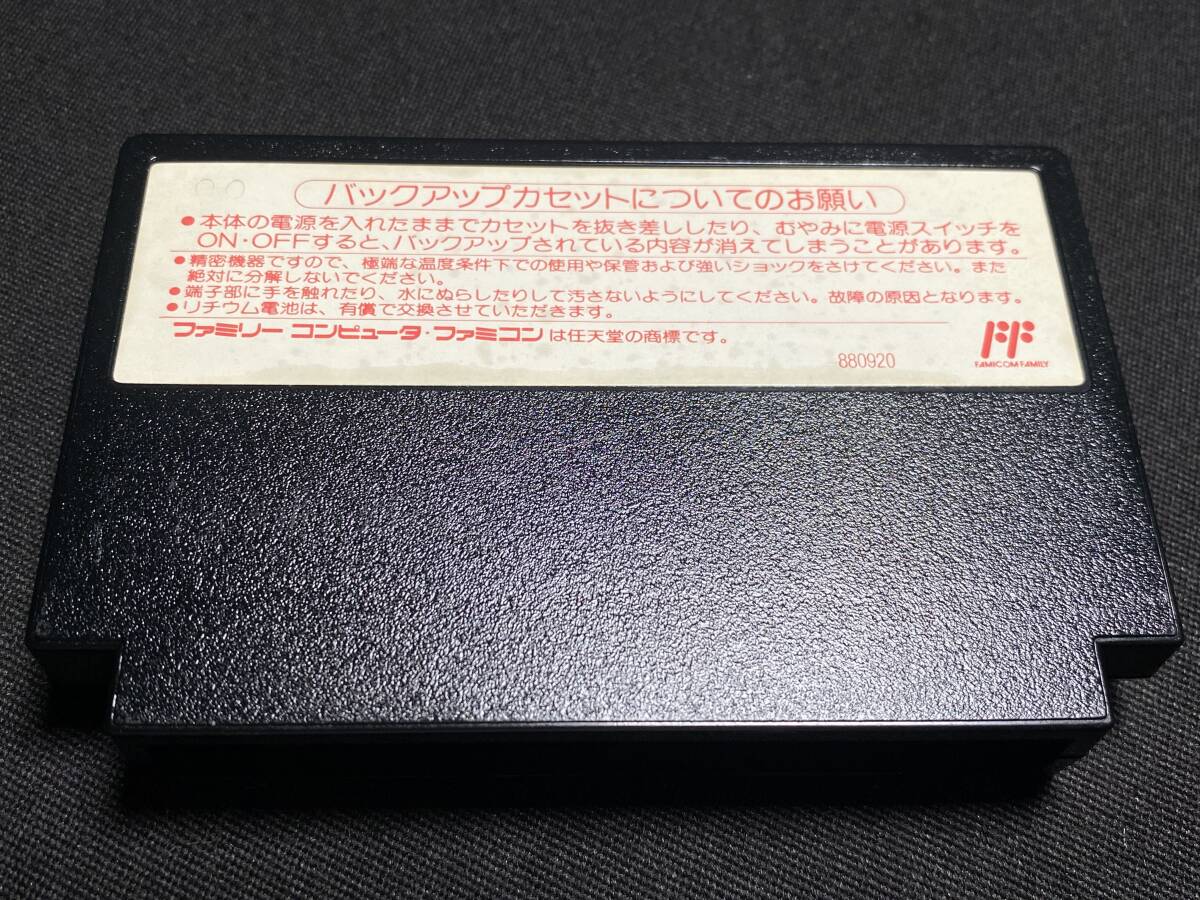 バックアップカセットについてのお願い
●本体の電源を入れたままでカセットを抜き差ししたり、むやみに電源スイッチを
ON・OFFすると、バックアップされている内容が消えてしまうことがあります。
●精密機器ですので、極端な温度条件下での使用や保管および強いショックをさけてください。また
絶対に分解しないでください。
●端子部に手を触れたり、水にぬらしたりして汚さないようにしてください。故障の原因となります。
●リチウム電池は、有償で交換させていただきます。
ファミリー コンピュータ・ファミコンは任天堂の商標です。
880920
FAMICOM FAMILY